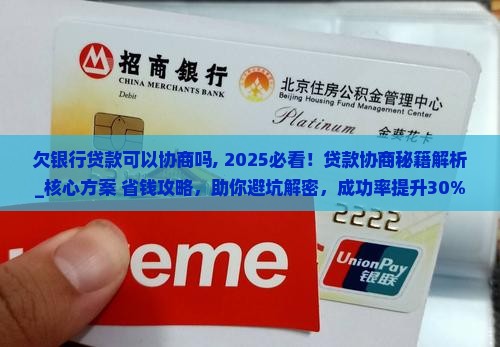 招商银行
CHINA MERCHANTS BANK
Debit
北京住房公积金管理中心
Beijing Housing Fund Management Center
金葵花卡
欠银行贷款可以协商吗, 2025必看！贷款协商秘籍解析
_核心方案 省钱攻略，助你避坑解密，成功率提升30%
2222
eme
UnionPay
银联